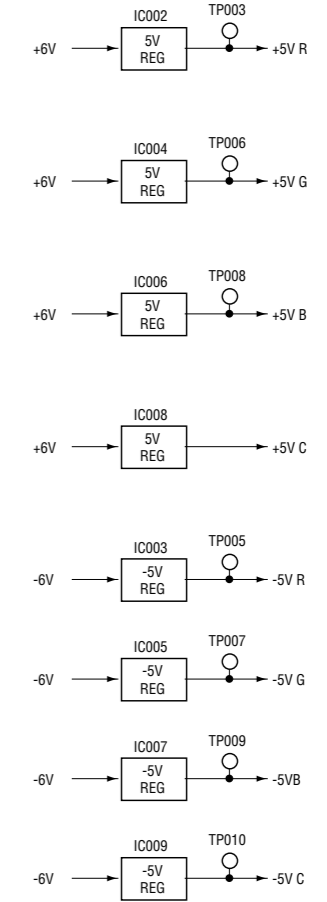 IC002
TP003
+6V
5V
REG
+5V R
IC004
TP006
+6V
5V
REG
+5V G
IC006
TP008
+6V
5V
REG
+5V B
IC008
+6V
5V
REG
+5V C
IC003
TP005
-6V
-5V
REG
-5V R
IC005
TP007
-6V
-5V
REG
-5V G
IC007
TP009
-6V
-5V
REG
-5VB
IC009
TP010
-6V
-5V
REG
-5V C